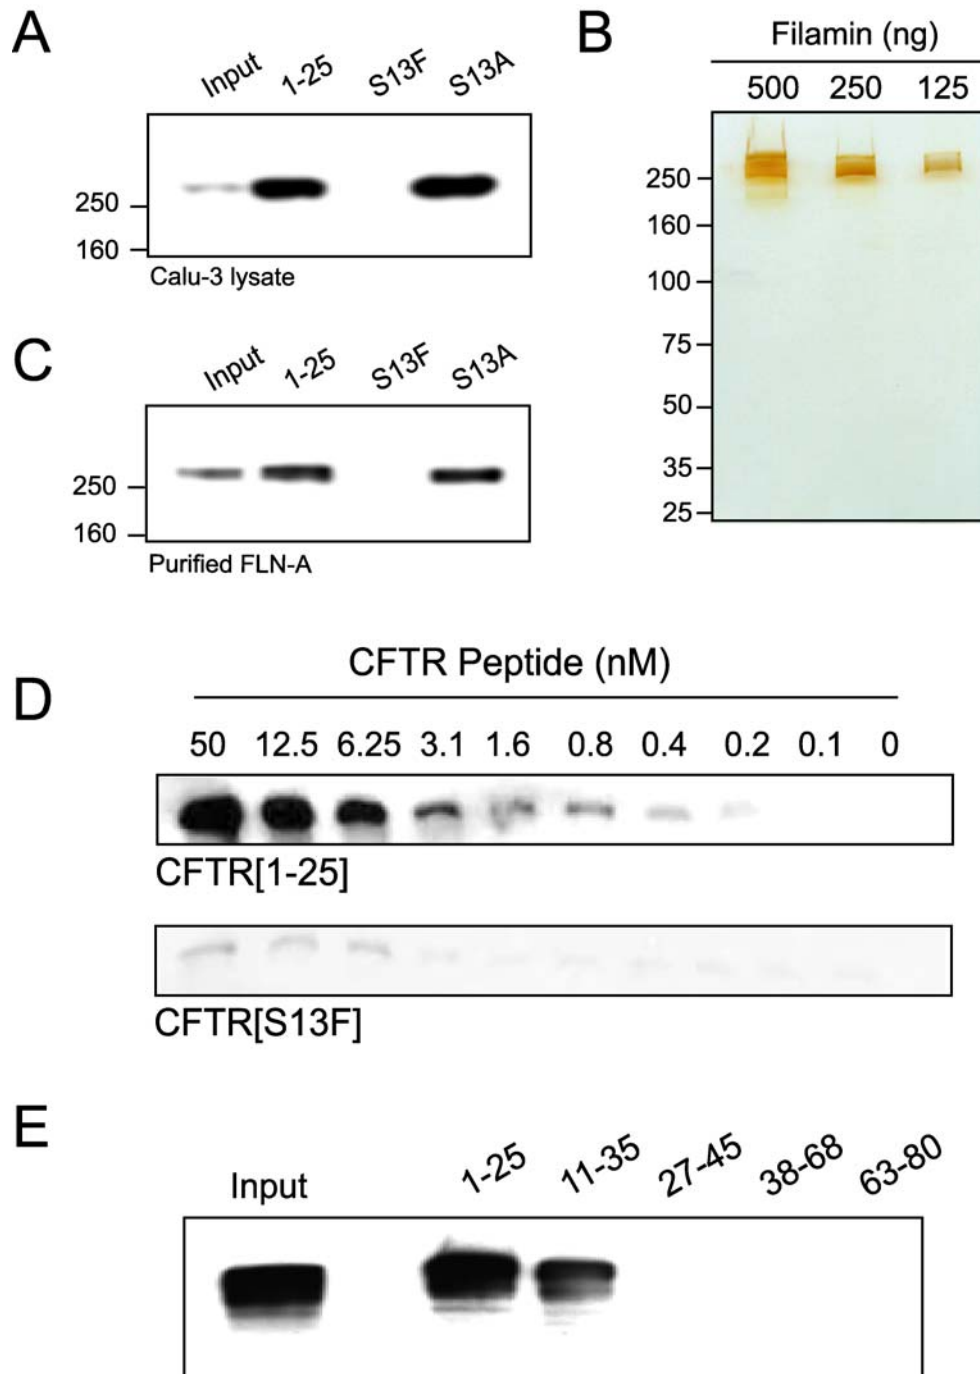 A
Input 1-25 S13F S13A
250
160
Calu-3 lysate
B
Filamin (ng)
500 250 125
250
160
100
75
50
35
25
C
Input 1-25 S13F S13A
250
160
Purified FLN-A
D
CFTR Peptide (nM)
50 12.5 6.25 3.1 1.6 0.8 0.4 0.2 0.1 0
CFTR[1-25]
CFTR[S13F]
E
Input 1-25 11-35 27-45 38-68 63-80